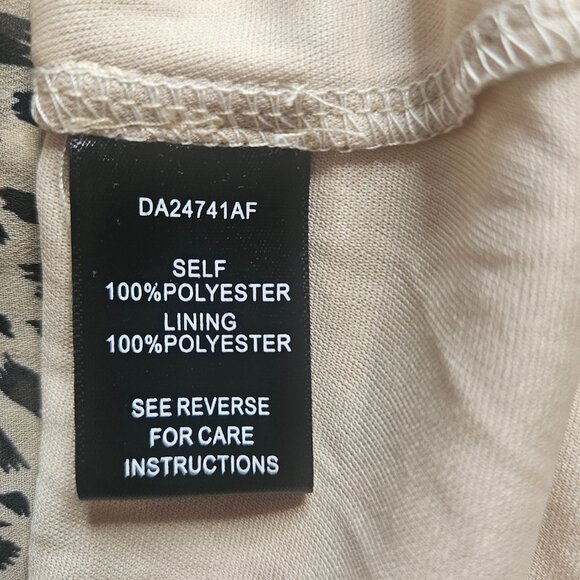 DA24741AF
SELF
100%POLYESTER
LINING
100%POLYESTER
SEE REVERSE
FOR CARE
INSTRUCTIONS